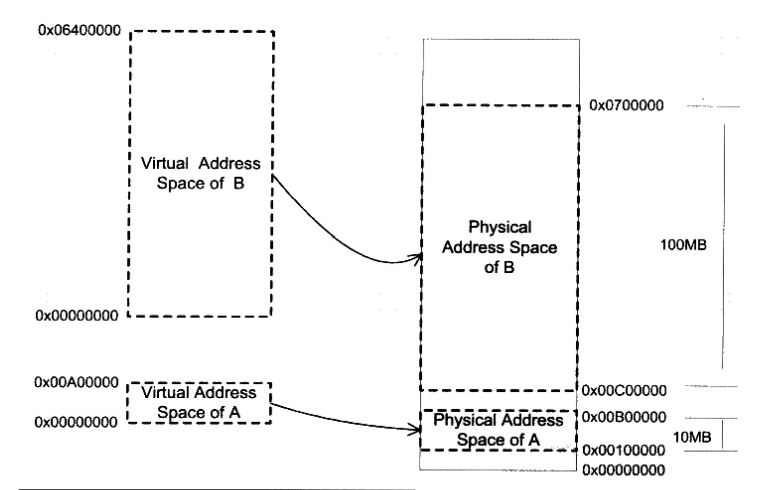 0x06400000
Virtual Address
Space of B
0x00000000
0x00A00000
Virtual Address
Space of A
0x00000000
0x0700000
Physical
Address Space
of B
100MB
0x00C00000
0x00B00000
Physical Address
Space of A
10MB
0x00100000
0x00000000